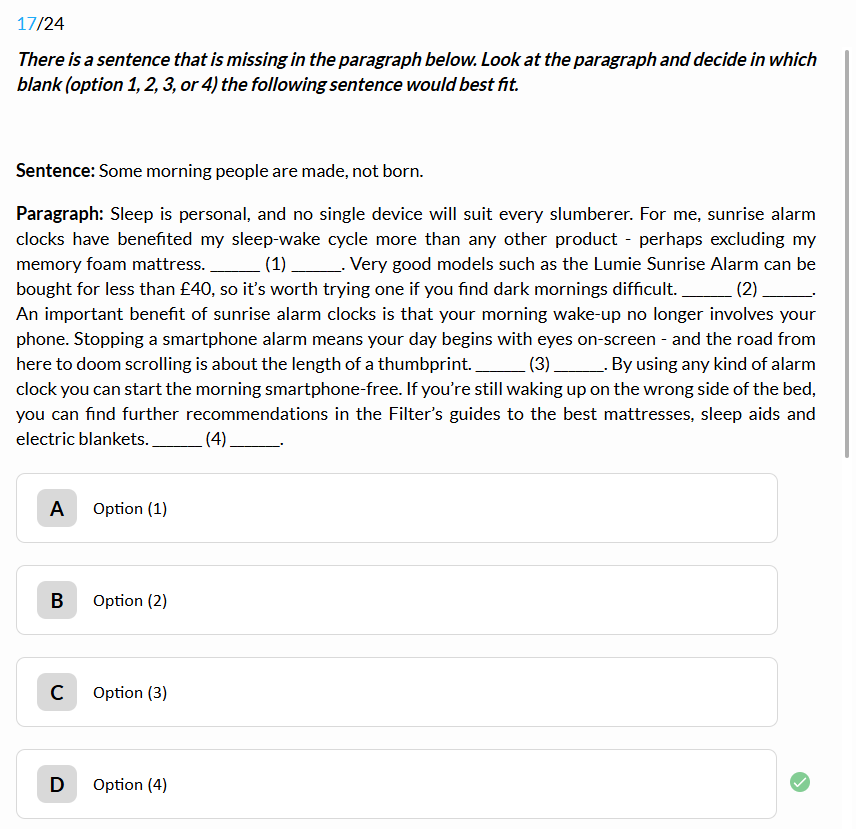 17/24
There is a sentence that is missing in the paragraph below. Look at the paragraph and decide in which
blank (option 1, 2, 3, or 4) the following sentence would best fit.
Sentence: Some morning people are made, not born.
Paragraph: Sleep is personal, and no single device will suit every slumberer. For me, sunrise alarm
clocks have benefited my sleep-wake cycle more than any other product - perhaps excluding my
memory foam mattress. ______ (1) ______. Very good models such as the Lumie Sunrise Alarm can be
bought for less than £40, so it's worth trying one if you find dark mornings difficult. ______ (2) ______.
An important benefit of sunrise alarm clocks is that your morning wake-up no longer involves your
phone. Stopping a smartphone alarm means your day begins with eyes on-screen - and the road from
here to doom scrolling is about the length of a thumbprint. ______ (3) ______. By using any kind of alarm
clock you can start the morning smartphone-free. If you're still waking up on the wrong side of the bed,
you can find further recommendations in the Filter's guides to the best mattresses, sleep aids and
electric blankets. ______ (4) ______.
A Option (1)
B Option (2)
C Option (3)
D Option (4)